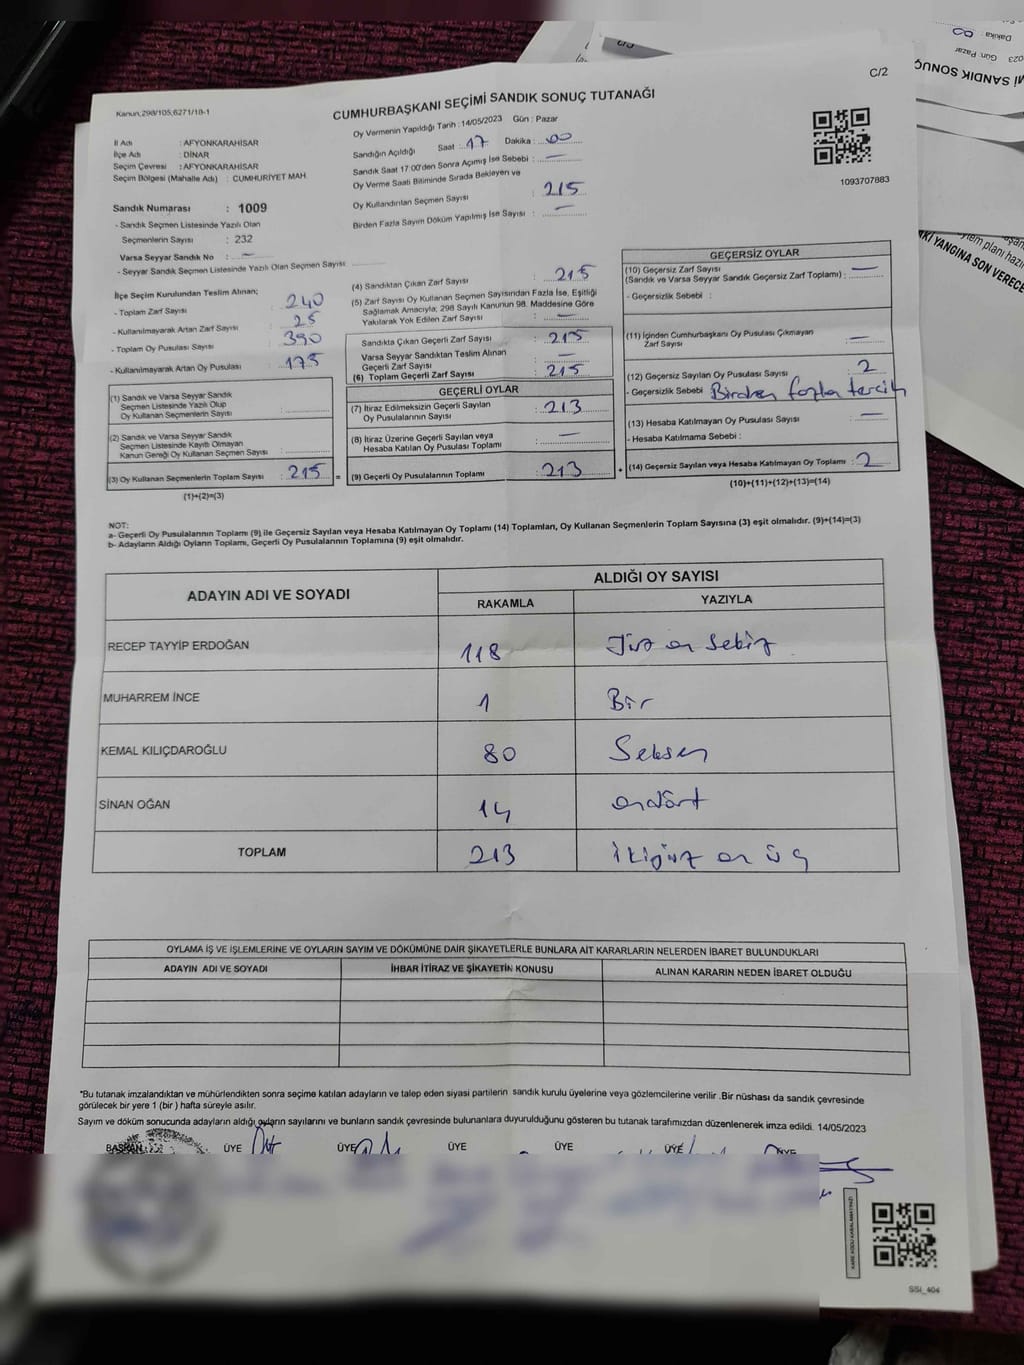 C/2
Kanun;298/105;6271/18-1
CUMHURBAŞKANI SEÇİMİ SANDIK SONUÇ TUTANAĞI
Oy Vermenin Yapıldığı Tarih : 14/05/2023 Gün : Pazar
İl Adı : AFYONKARAHİSAR
İlçe Adı : DİNAR
Seçim Çevresi : AFYONKARAHİSAR
Seçim Bölgesi (Mahalle Adı) : CUMHURİYET MAH.
Sandığın Açıldığı Saat : 17 Dakika : 00
Sandık Saat 17:00'den Sonra Açımış İse Sebebi : —
Oy Verme Saati Bitiminde Sırada Bekleyen ve
Oy Kullandırılan Seçmen Sayısı : 215
Birden Fazla Sayım Döküm Yapılmış İse Sayısı : —
1093707883
Sandık Numarası : 1009
- Sandık Seçmen Listesinde Yazılı Olan
Seçmenlerin Sayısı : 232
Varsa Seyyar Sandık No : —
- Seyyar Sandık Seçmen Listesinde Yazılı Olan Seçmen Sayısı:
İlçe Seçim Kurulundan Teslim Alınan;
- Toplam Zarf Sayısı : 240
- Kullanılmayarak Artan Zarf Sayısı : 25
- Toplam Oy Pusulası Sayısı : 390
- Kullanılmayarak Artan Oy Pusulası : 175
(1) Sandık ve Varsa Seyyar Sandık
Seçmen Listesinde Yazılı Olup
Oy Kullanan Seçmenlerin Sayısı :
(2) Sandık ve Varsa Seyyar Sandık
Seçmen Listesinde Kayıtlı Olmayan
Kanun Gereği Oy Kullanan Seçmen Sayısı :
(3) Oy Kullanan Seçmenlerin Toplam Sayısı : 215 =
(1)+(2)=(3)
(4) Sandıktan Çıkan Zarf Sayısı : 215
(5) Zarf Sayısı Oy Kullanan Seçmen Sayısından Fazla İse, Eşitliği
Sağlamak Amacıyla; 298 Sayılı Kanunun 98. Maddesine Göre
Yakılarak Yok Edilen Zarf Sayısı : —
Sandıkta Çıkan Geçerli Zarf Sayısı : 215
Varsa Seyyar Sandıktan Teslim Alınan
Geçerli Zarf Sayısı : —
(6) Toplam Geçerli Zarf Sayısı : 215
GEÇERLİ OYLAR
(7) İtiraz Edilmeksizin Geçerli Sayılan
Oy Pusulasının Sayısı : 213
(8) İtiraz Üzerine Geçerli Sayılan veya
Hesaba Katılan Oy Pusulası Toplamı : —
(9) Geçerli Oy Pusulalarının Toplamı : 213 +
GEÇERSİZ OYLAR
(10) Geçersiz Zarf Sayısı : —
(Sandık ve Varsa Seyyar Sandık Geçersiz Zarf Toplamı)
- Geçersizlik Sebebi :
(11) İçinden Cumhurbaşkanı Oy Pusulası Çıkmayan
Zarf Sayısı : —
(12) Geçersiz Sayılan Oy Pusulası Sayısı : 2
- Geçersizlik Sebebi : Birden fazla tercih
(13) Hesaba Katılmayan Oy Pusulası Sayısı : —
- Hesaba Katılmama Sebebi :
(14) Geçersiz Sayılan veya Hesaba Katılmayan Oy Toplamı : 2
(10)+(11)+(12)+(13)=(14)
NOT:
a- Geçerli Oy Pusulalarının Toplamı (9) ile Geçersiz Sayılan veya Hesaba Katılmayan Oy Toplamı (14) Toplamları, Oy Kullanan Seçmenlerin Toplam Sayısına (3) eşit olmalıdır. (9)+(14)=(3)
b- Adayların Aldığı Oyların Toplamı, Geçerli Oy Pusulalarının Toplamına (9) eşit olmalıdır.
ADAYIN ADI VE SOYADI ALDIĞI OY SAYISI
RAKAMLA YAZIYLA
RECEP TAYYİP ERDOĞAN 118 Yüz on sekiz
MUHARREM İNCE 1 Bir
KEMAL KILIÇDAROĞLU 80 Seksen
SİNAN OĞAN 14 ondört
TOPLAM 213 ikiyüz on üç
OYLAMA İŞ VE İŞLEMLERİNE VE OYLARIN SAYIM VE DÖKÜMÜNE DAİR ŞİKAYETLERLE BUNLARA AİT KARARLARIN NELERDEN İBARET BULUNDUKLARI
ADAYIN ADI VE SOYADI İHBAR İTİRAZ VE ŞİKAYETİN KONUSU ALINAN KARARIN NEDEN İBARET OLDUĞU
*Bu tutanak imzalandıktan ve mühürlendikten sonra seçime katılan adayların ve talep eden siyasi partilerin sandık kurulu üyelerine veya gözlemcilerine verilir .Bir nüshası da sandık çevresinde
görülecek bir yere 1 (bir ) hafta süreyle asılır.
Sayım ve döküm sonucunda adayların aldığı oyların sayılarını ve bunların sandık çevresinde bulunanlara duyurulduğunu gösteren bu tutanak tarafımızdan düzenlenerek imza edildi. 14/05/2023
BAŞKAN ÜYE ÜYE ÜYE ÜYE ÜYE ÜYE
SSI_404